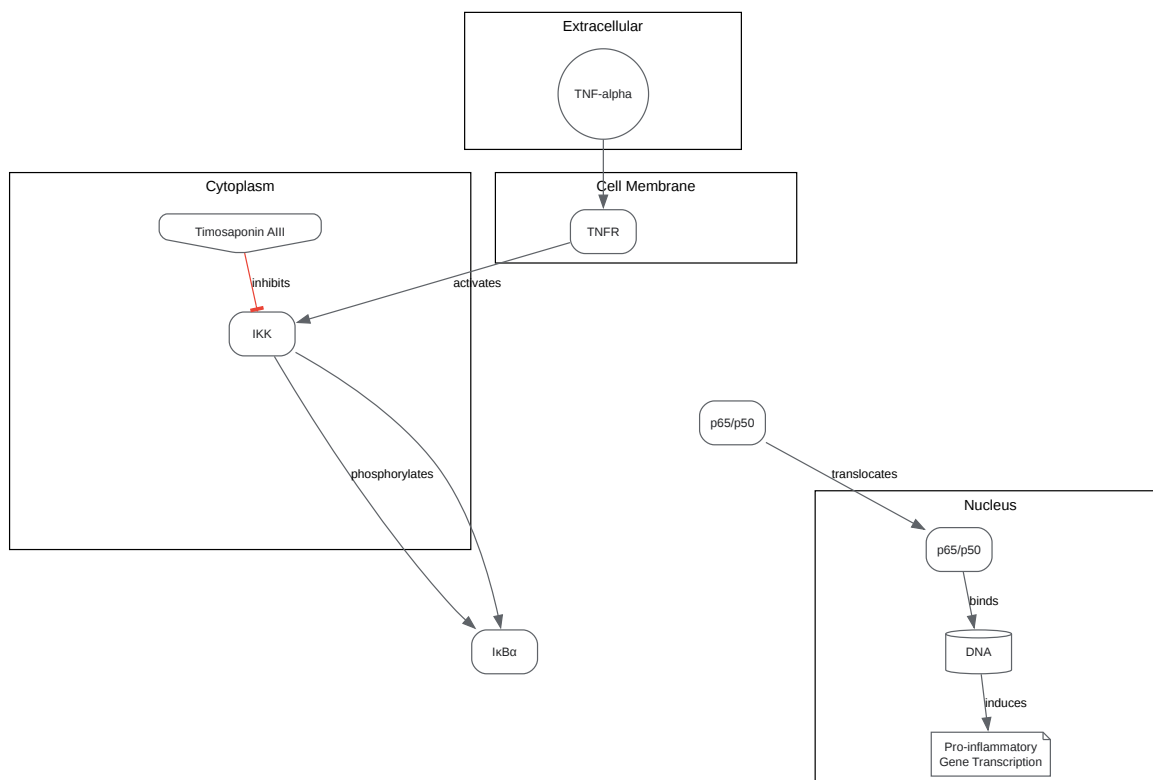 Extracellular
TNF-alpha
Cytoplasm
Cell Membrane
Timosaponin AIII
TNFR
inhibits
activates
IKK
p65/p50
phosphorylates
translocates
Nucleus
p65/p50
binds
IκBα
DNA
induces
Pro-inflammatory
Gene Transcription